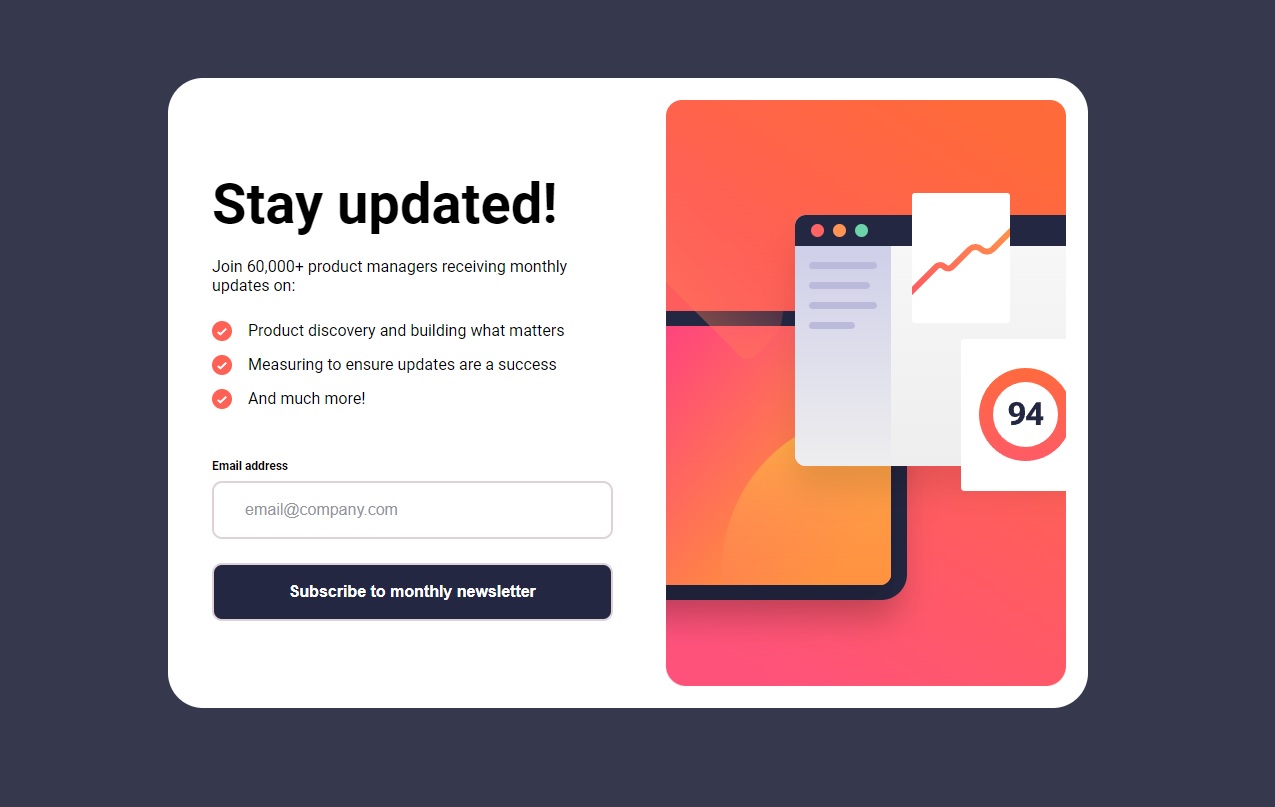 Stay updated!
Join 60,000+ product managers receiving monthly
updates on:
Product discovery and building what matters
Measuring to ensure updates are a success
And much more!
Email address
email@company.com
Subscribe to monthly newsletter
94